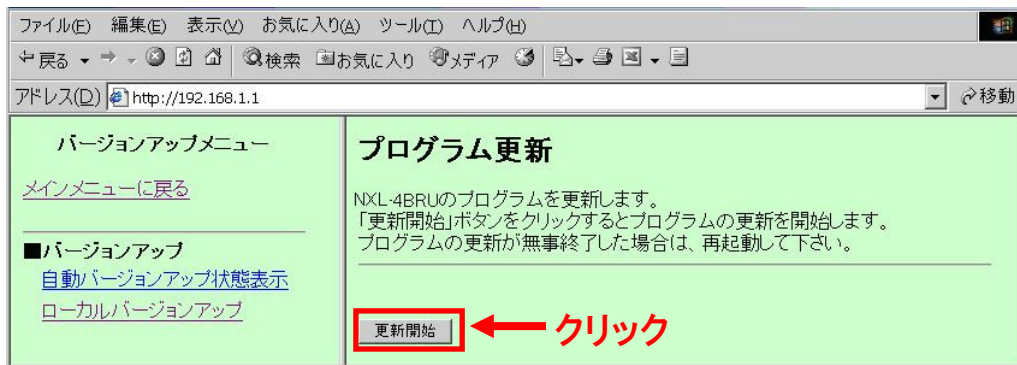 ファイル(E) 編集(E) 表示(V) お気に入り(A) ツール(T) ヘルプ(H)
戻る 検索 お気に入り メディア
アドレス(D) http://192.168.1.1 移動
バージョンアップメニュー
メインメニューに戻る
■バージョンアップ
自動バージョンアップ状態表示
ローカルバージョンアップ
プログラム更新
NXL-4BRUのプログラムを更新します。
「更新開始」ボタンをクリックするとプログラムの更新を開始します。
プログラムの更新が無事終了した場合は、再起動して下さい。
更新開始 クリック